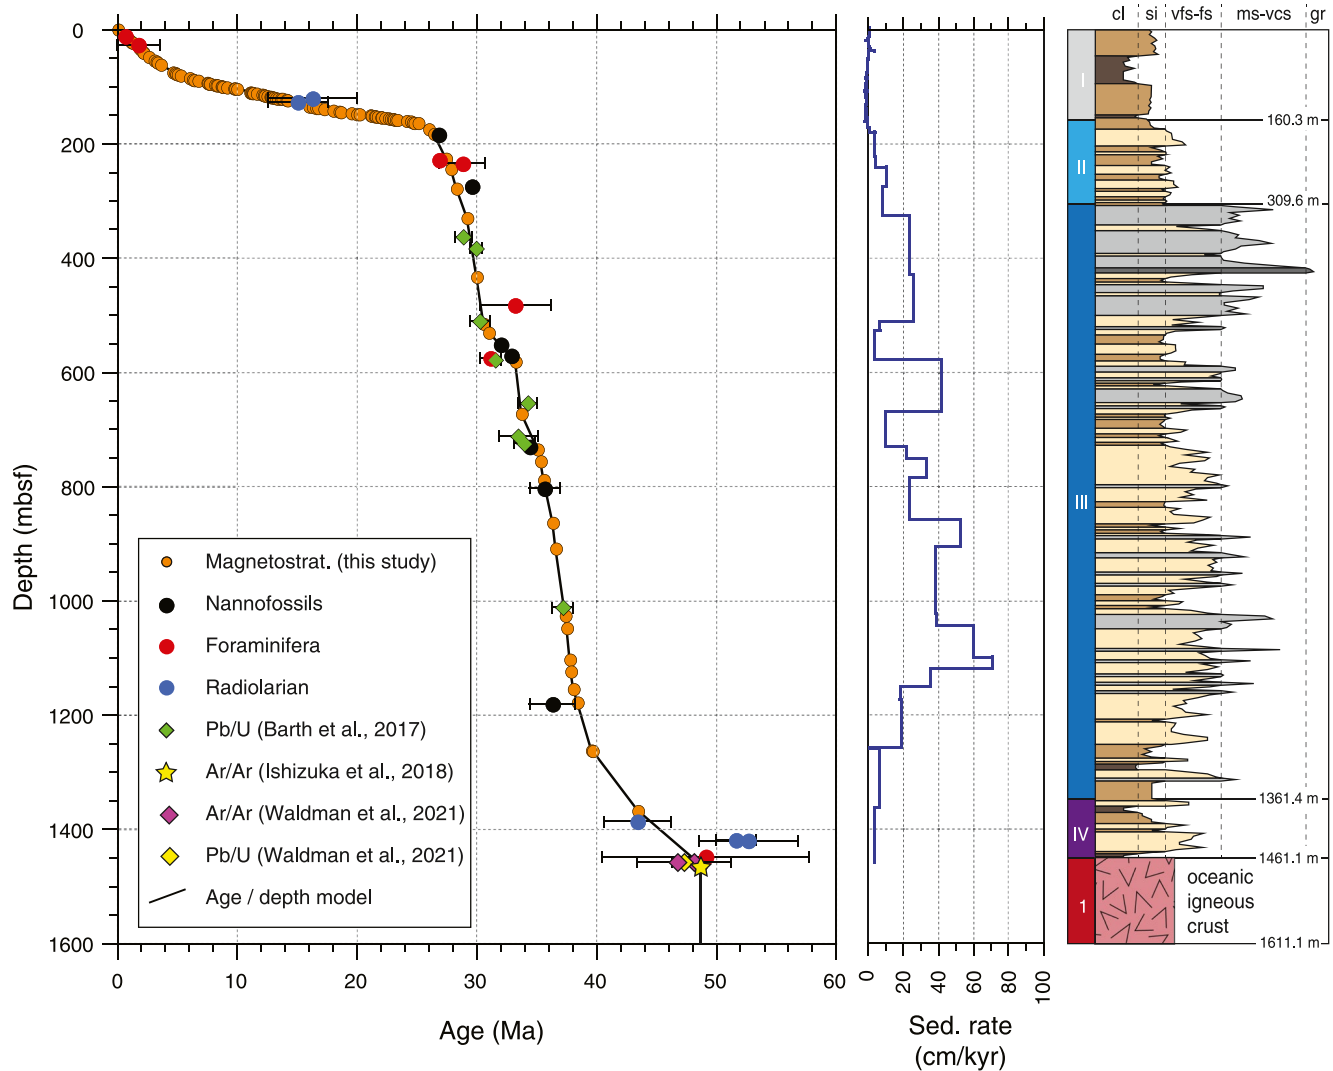 cl si vfs-fs ms-vcs gr
0
200
400
600
800
1000
1200
1400
1600
Depth (mbsf)
0 10 20 30 40 50 60
Age (Ma)
Magnetostrat. (this study)
Nannofossils
Foraminifera
Radiolarian
Pb/U (Barth et al., 2017)
Ar/Ar (Ishizuka et al., 2018)
Ar/Ar (Waldman et al., 2021)
Pb/U (Waldman et al., 2021)
Age / depth model
0 20 40 60 80 100
Sed. rate
(cm/kyr)
I
160.3 m
II
309.6 m
III
1361.4 m
IV
1461.1 m
1
oceanic
igneous
crust
1611.1 m